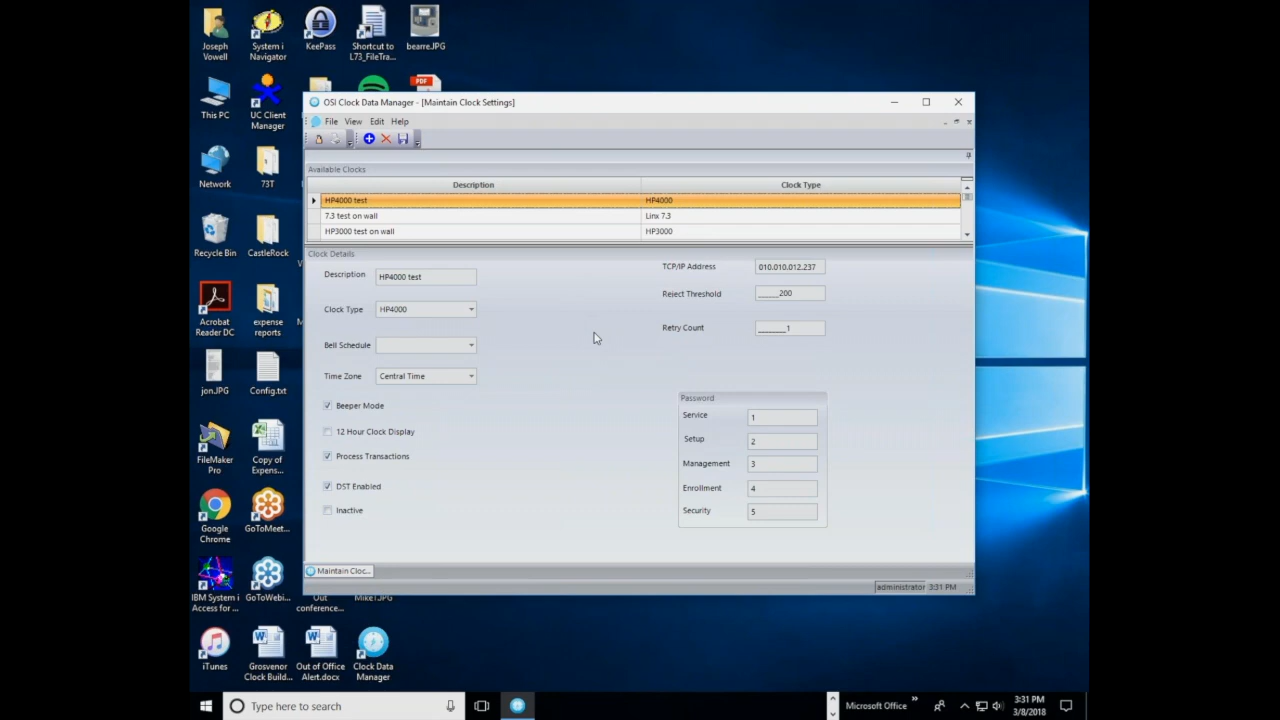 Joseph Vowell
System i Navigator
KeePass
Shortcut to L73_FileTra...
bearre.JPG
This PC
UC Client Manager
PDF
Network
73T
Recycle Bin
CastleRock
Acrobat Reader DC
expense reports
jon.JPG
Config.txt
FileMaker Pro
Copy of Expens...
Google Chrome
GoToMeet...
IBM System i Access for ...
GoToWebi...
Out conference...
Mike1JPG
iTunes
Grosvenor Clock Build...
Out of Office Alert.docx
Clock Data Manager
OSI Clock Data Manager - [Maintain Clock Settings]
File View Edit Help
Available Clocks
Description Clock Type
HP4000 test HP4000
7.3 test on wall Linx 7.3
HP3000 test on wall HP3000
Clock Details
Description HP4000 test
Clock Type HP4000
Bell Schedule
Time Zone Central Time
Beeper Mode
12 Hour Clock Display
Process Transactions
DST Enabled
Inactive
TCP/IP Address 010.010.012.237
Reject Threshold ______200
Retry Count ________1
Password
Service 1
Setup 2
Management 3
Enrollment 4
Security 5
Maintain Cloc...
administrator 3:31 PM
Type here to search
Microsoft Office »
3:31 PM
3/8/2018